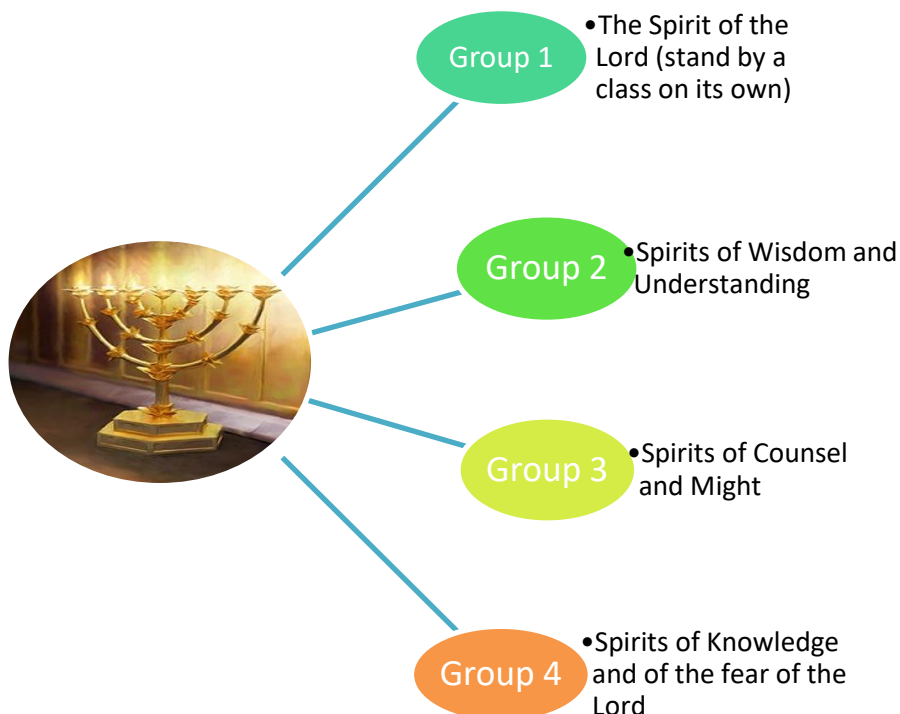 Group 1
•The Spirit of the
Lord (stand by a
class on its own)
Group 2
•Spirits of Wisdom and
Understanding
Group 3
•Spirits of Counsel
and Might
Group 4
•Spirits of Knowledge
and of the fear of the
Lord